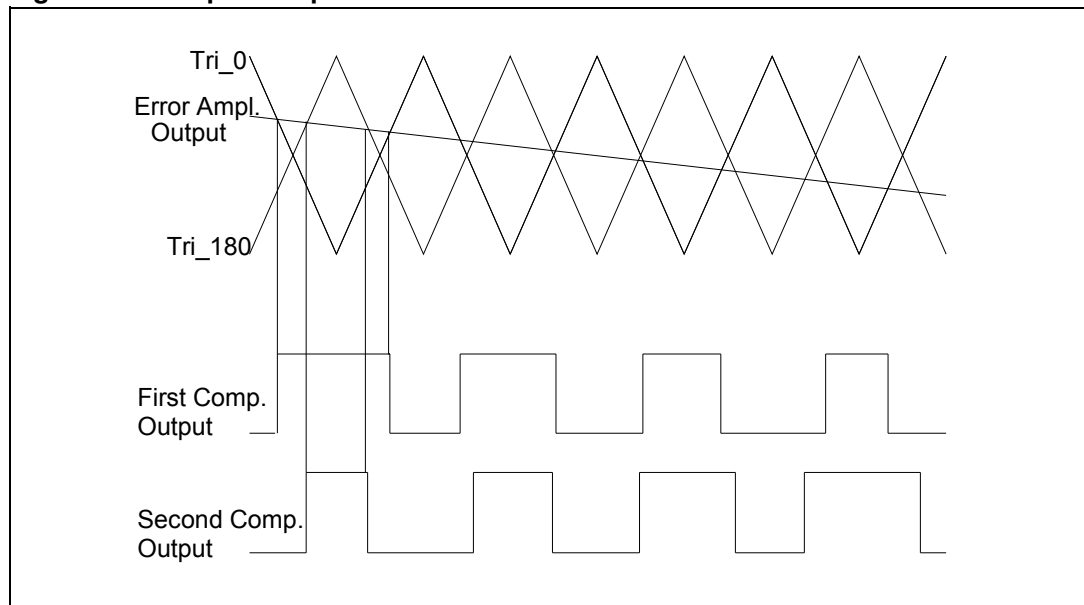 Tri_0
Error Ampl.
Output
Tri_180
First Comp.
Output
Second Comp.
Output